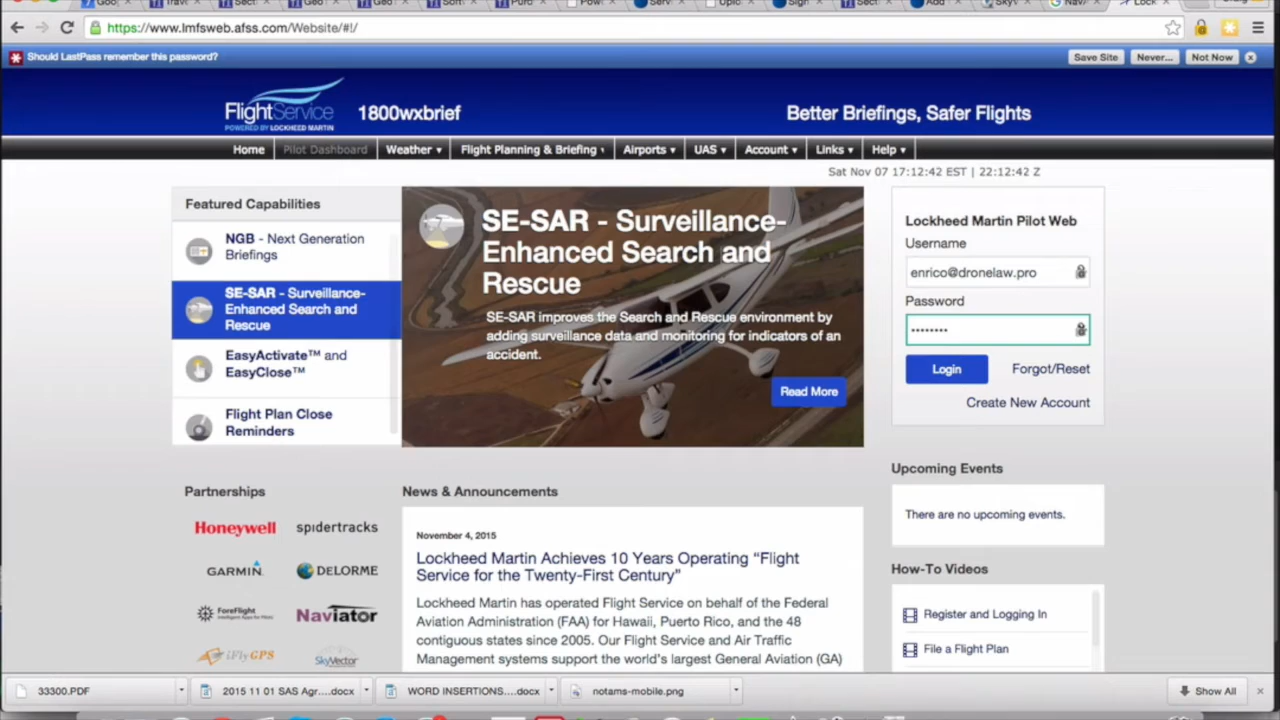 https://www.lmfsweb.afss.com/Website/#!/
Should LastPass remember this password?
Save Site
Never...
Not Now
FlightService
POWERED BY LOCKHEED MARTIN
1800wxbrief
Better Briefings, Safer Flights
Home
Pilot Dashboard
Weather
Flight Planning & Briefing
Airports
UAS
Account
Links
Help
Sat Nov 07 17:12:42 EST | 22:12:42 Z
Featured Capabilities
NGB - Next Generation
Briefings
SE-SAR - Surveillance-
Enhanced Search and
Rescue
EasyActivate™ and
EasyClose™
Flight Plan Close
Reminders
SE-SAR - Surveillance-
Enhanced Search and
Rescue
SE-SAR improves the Search and Rescue environment by
adding surveillance data and monitoring for indicators of an
accident.
Read More
Lockheed Martin Pilot Web
Username
enrico@dronelaw.pro
Password
••••••••
Login
Forgot/Reset
Create New Account
Partnerships
Honeywell
spidertracks
GARMIN
DELORME
ForeFlight
Naviator
iFlyGPS
SkyVector
News & Announcements
November 4, 2015
Lockheed Martin Achieves 10 Years Operating “Flight
Service for the Twenty-First Century”
Lockheed Martin has operated Flight Service on behalf of the Federal
Aviation Administration (FAA) for Hawaii, Puerto Rico, and the 48
contiguous states since 2005. Our Flight Service and Air Traffic
Management systems support the world's largest General Aviation (GA)
Upcoming Events
There are no upcoming events.
How-To Videos
Register and Logging In
File a Flight Plan
33300.PDF
2015 11 01 SAS Agr....docx
WORD INSERTIONS....docx
notams-mobile.png
Show All